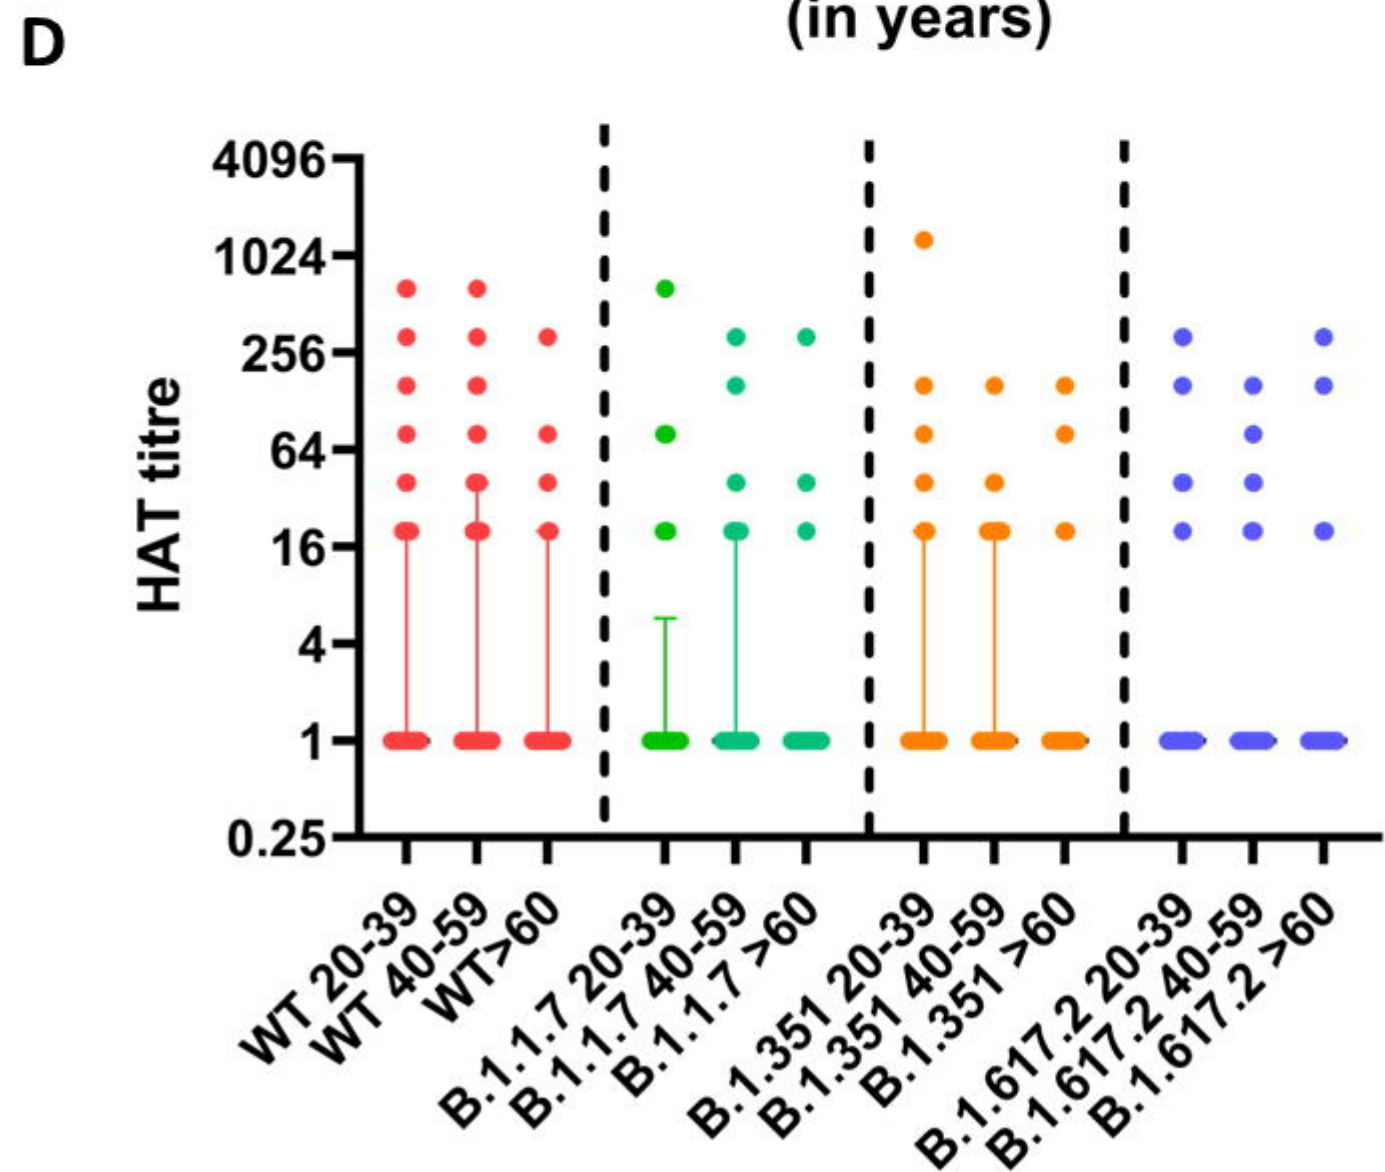 (in years)
D
4096
1024
256
64
16
4
1
0.25
HAT titre
WT 20-39
WT 40-59
WT>60
B.1.1.7 20-39
B.1.1.7 40-59
B.1.1.7 >60
B.1.351 20-39
B.1.351 40-59
B.1.351 >60
B.1.617.2 20-39
B.1.617.2 40-59
B.1.617.2 >60